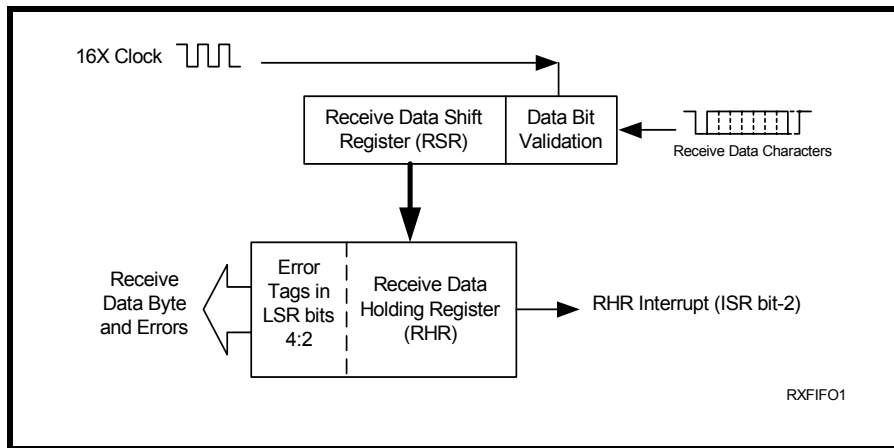 16X Clock
Receive Data Shift
Register (RSR)
Data Bit
Validation
Receive Data Characters
Receive
Data Byte
and Errors
Error
Tags in
LSR bits
4:2
Receive Data
Holding Register
(RHR)
RHR Interrupt (ISR bit-2)
RXFIFO1